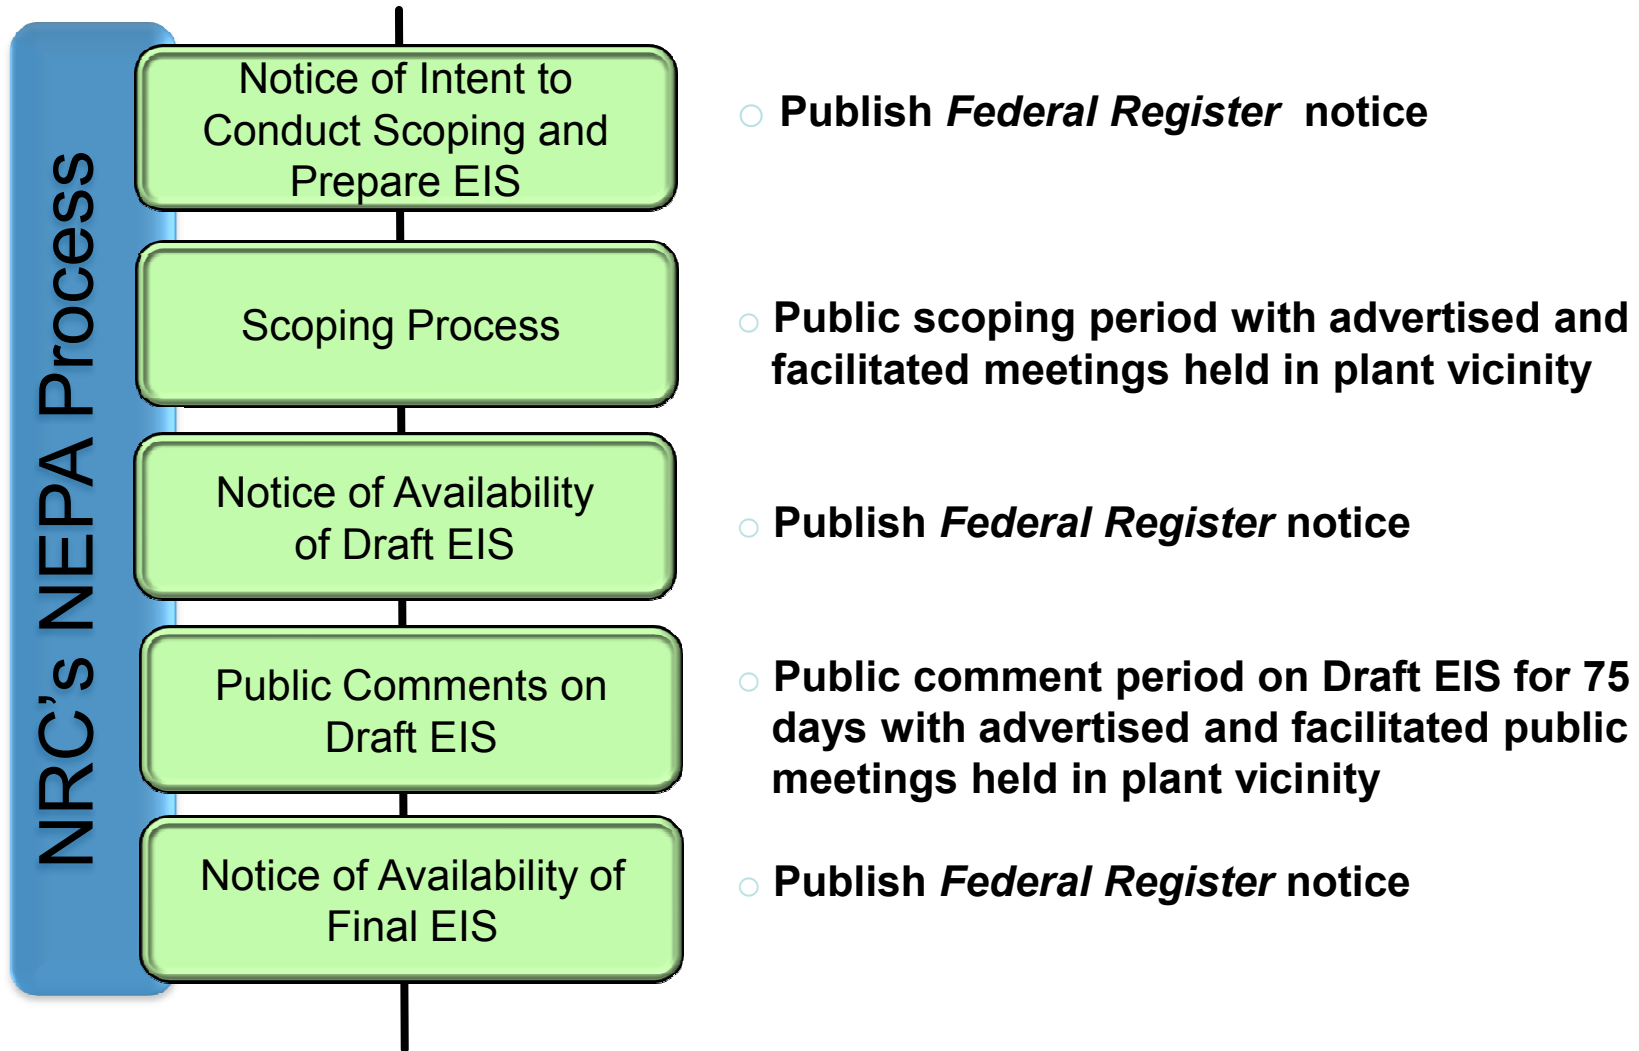 NRC's NEPA Process
Notice of Intent to
Conduct Scoping and
Prepare EIS
Publish Federal Register notice
Scoping Process
Public scoping period with advertised and
facilitated meetings held in plant vicinity
Notice of Availability
of Draft EIS
Publish Federal Register notice
Public Comments on
Draft EIS
Public comment period on Draft EIS for 75
days with advertised and facilitated public
meetings held in plant vicinity
Notice of Availability of
Final EIS
Publish Federal Register notice